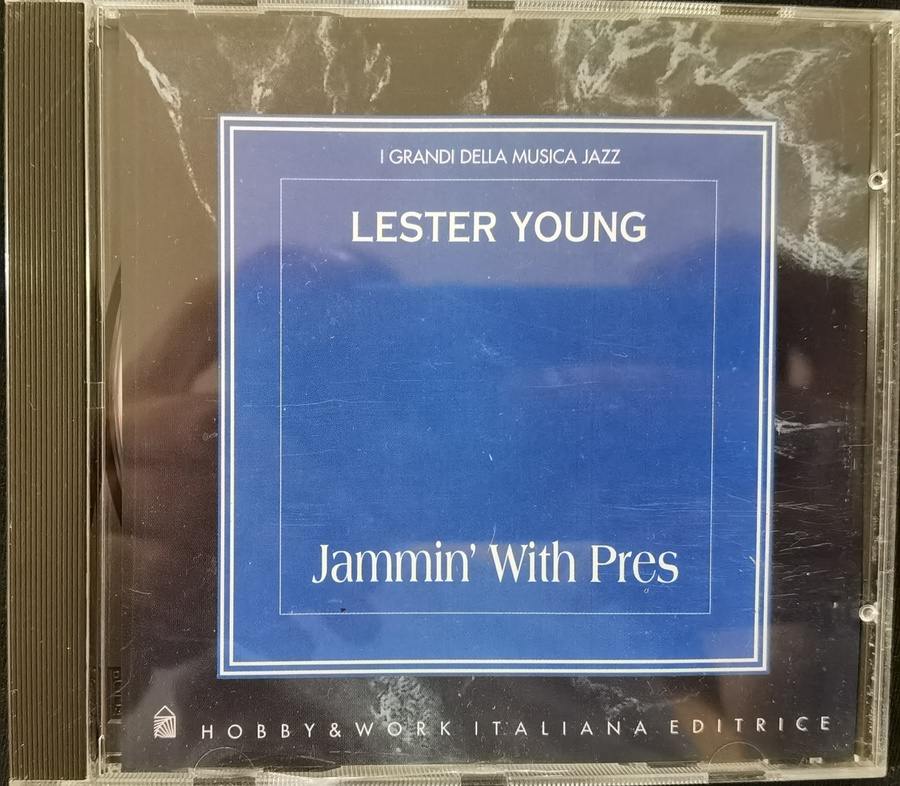 I GRANDI DELLA MUSICA JAZZ
LESTER YOUNG
Jammin' With Pres
HOBBY&WORK ITALIANA EDITRICE